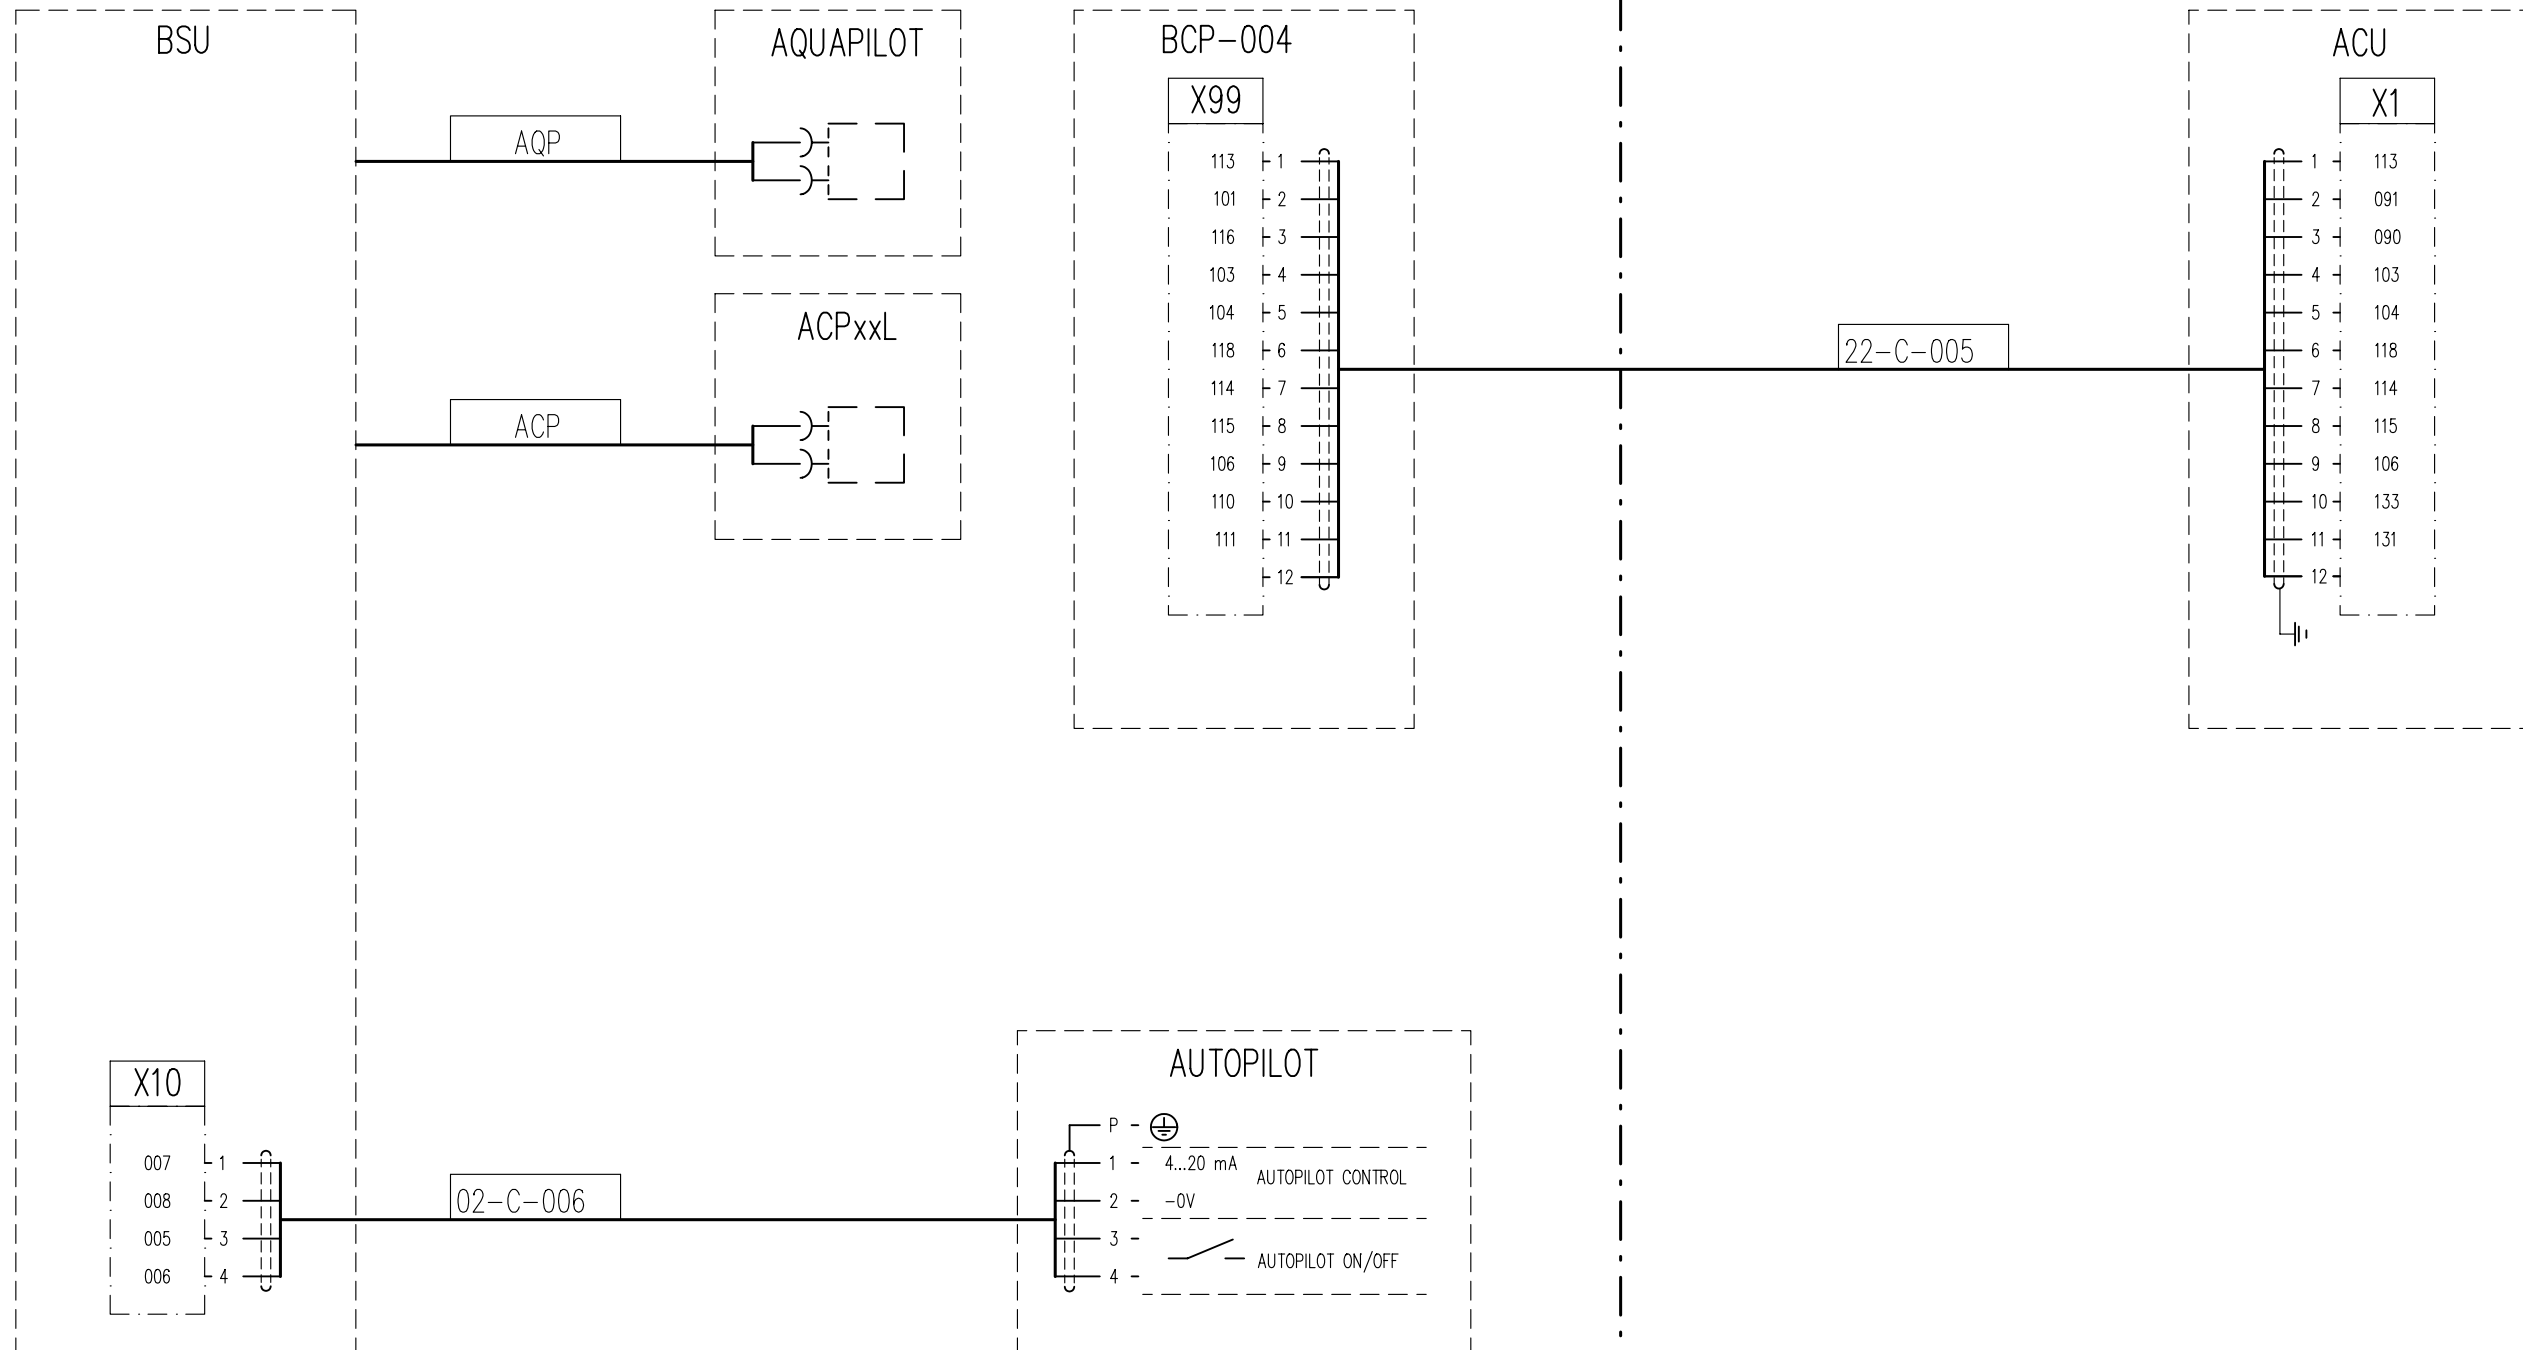 BSU
AQUAPILOT
BCP-004
ACU
X99
X1
AQP
113 1
101 2
116 3
103 4
104 5
118 6
114 7
115 8
106 9
110 10
111 11
12
1 113
2 091
3 090
4 103
5 104
6 118
7 114
8 115
9 106
10 133
11 131
12
ACPxxL
ACP
22-C-005
AUTOPILOT
X10
P
007 1
008 2
005 3
006 4
02-C-006
1 4...20 mA
AUTOPILOT CONTROL
2 -0V
3
AUTOPILOT ON/OFF
4